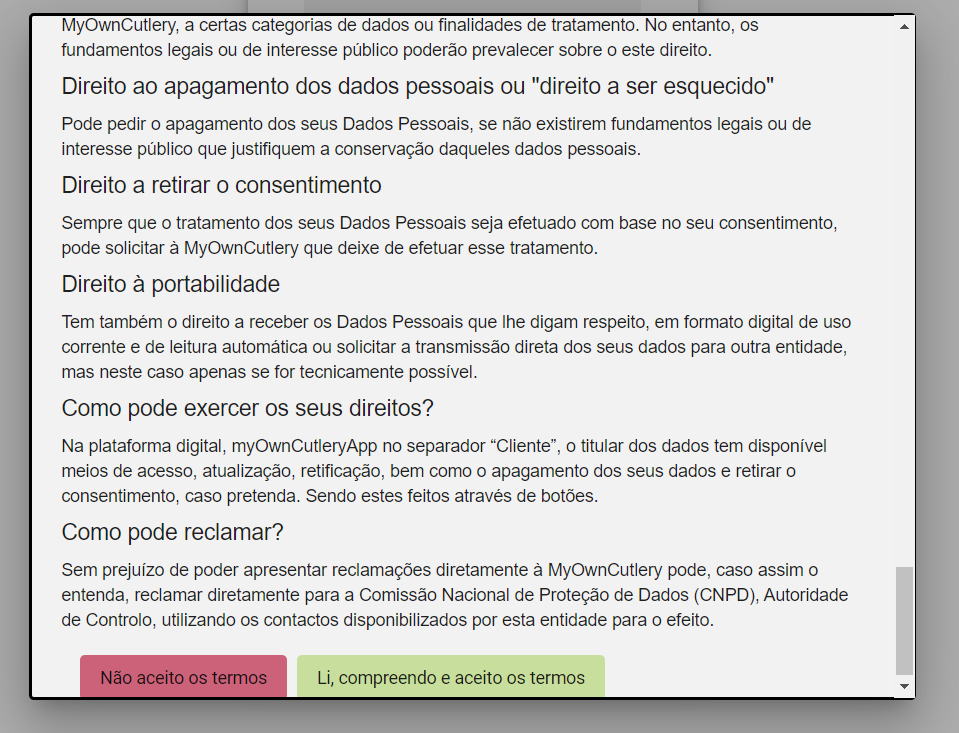 MyOwnCutlery, a certas categorias de dados ou finalidades de tratamento. No entanto, os
fundamentos legais ou de interesse público poderão prevalecer sobre o este direito.
Direito ao apagamento dos dados pessoais ou "direito a ser esquecido"
Pode pedir o apagamento dos seus Dados Pessoais, se não existirem fundamentos legais ou de
interesse público que justifiquem a conservação daqueles dados pessoais.
Direito a retirar o consentimento
Sempre que o tratamento dos seus Dados Pessoais seja efetuado com base no seu consentimento,
pode solicitar à MyOwnCutlery que deixe de efetuar esse tratamento.
Direito à portabilidade
Tem também o direito a receber os Dados Pessoais que lhe digam respeito, em formato digital de uso
corrente e de leitura automática ou solicitar a transmissão direta dos seus dados para outra entidade,
mas neste caso apenas se for tecnicamente possível.
Como pode exercer os seus direitos?
Na plataforma digital, myOwnCutleryApp no separador “Cliente”, o titular dos dados tem disponível
meios de acesso, atualização, retificação, bem como o apagamento dos seus dados e retirar o
consentimento, caso pretenda. Sendo estes feitos através de botões.
Como pode reclamar?
Sem prejuízo de poder apresentar reclamações diretamente à MyOwnCutlery pode, caso assim o
entenda, reclamar diretamente para a Comissão Nacional de Proteção de Dados (CNPD), Autoridade
de Controlo, utilizando os contactos disponibilizados por esta entidade para o efeito.
Não aceito os termos
Li, compreendo e aceito os termos